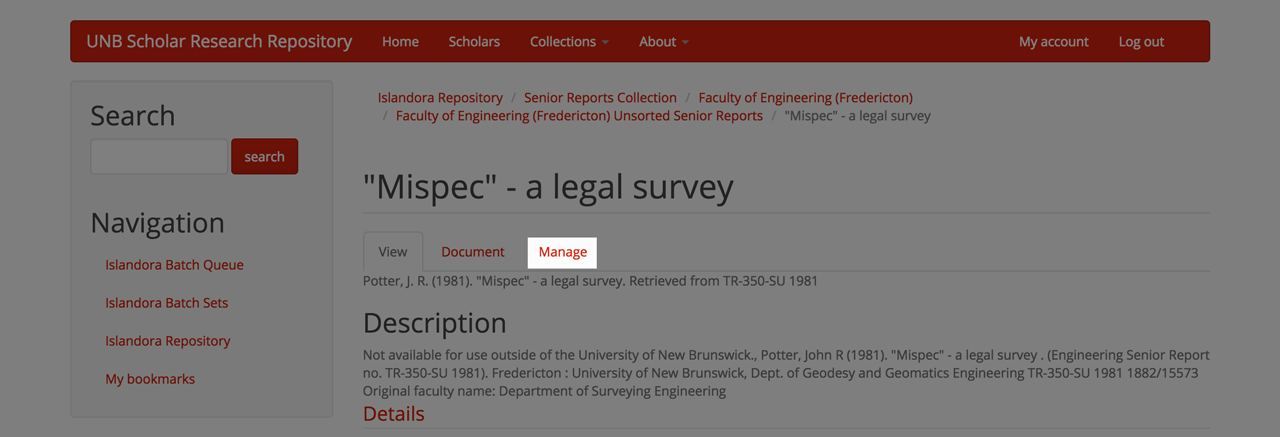 UNB Scholar Research Repository Home Scholars Collections About My account Log out
Search
search
Navigation
Islandora Batch Queue
Islandora Batch Sets
Islandora Repository
My bookmarks
Islandora Repository / Senior Reports Collection / Faculty of Engineering (Fredericton)
/ Faculty of Engineering (Fredericton) Unsorted Senior Reports / "Mispec" - a legal survey
"Mispec" - a legal survey
View Document Manage
Potter, J. R. (1981). "Mispec" - a legal survey. Retrieved from TR-350-SU 1981
Description
Not available for use outside of the University of New Brunswick., Potter, John R (1981). "Mispec" - a legal survey . (Engineering Senior Report
no. TR-350-SU 1981). Fredericton : University of New Brunswick, Dept. of Geodesy and Geomatics Engineering TR-350-SU 1981 1882/15573
Original faculty name: Department of Surveying Engineering
Details